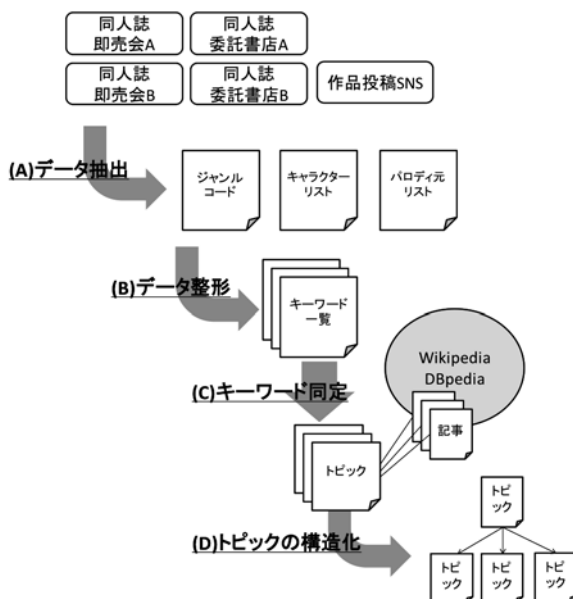 同人誌
即売会A
同人誌
委託書店A
同人誌
即売会B
同人誌
委託書店B
作品投稿SNS
(A)データ抽出
ジャンル
コード
キャラクター
リスト
パロディ元
リスト
(B)データ整形
キーワード
一覧
Wikipedia
DBpedia
(C)キーワード同定
記事
トピック
トピ
ック
(D)トピックの構造化
トピ
ック
トピ
ック
トピ
ック